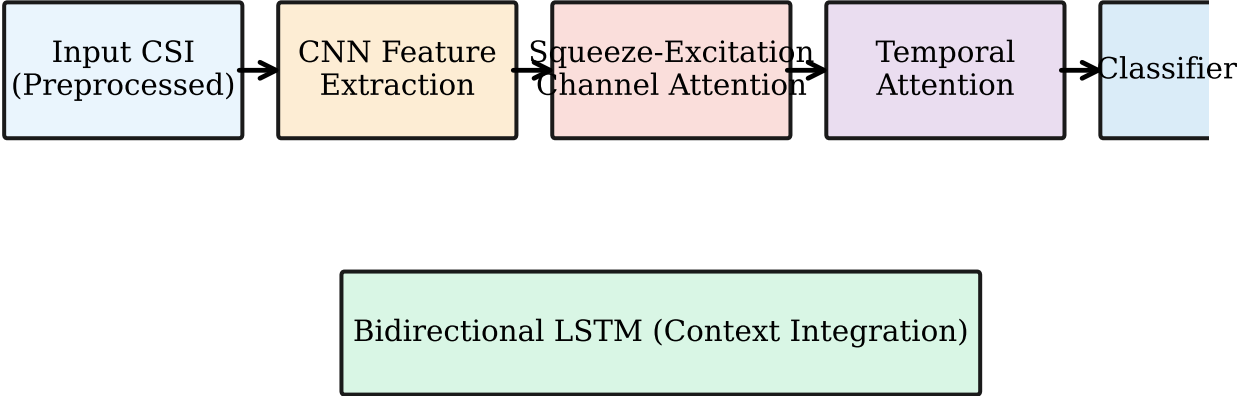 Input CSI
(Preprocessed)
CNN Feature
Extraction
Squeeze-Excitation
Channel Attention
Temporal
Attention
Classifier
Bidirectional LSTM (Context Integration)